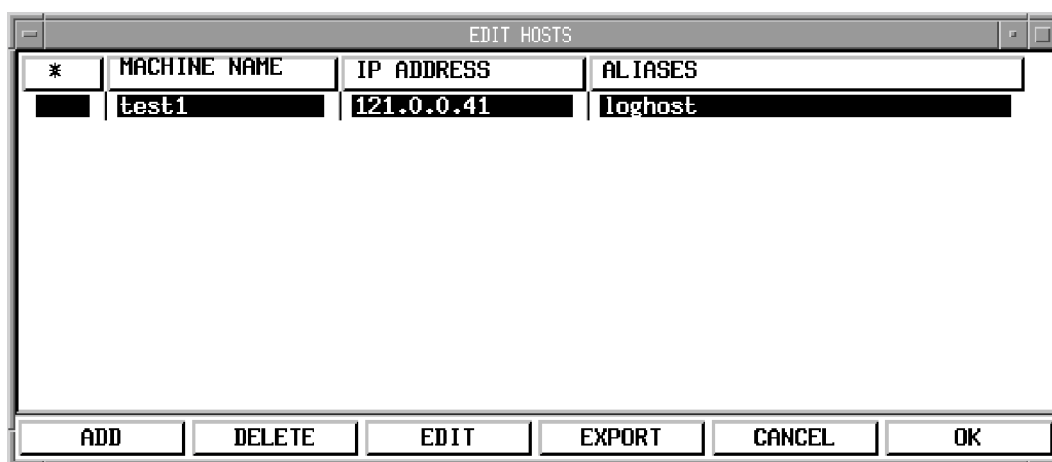 EDIT HOSTS
* MACHINE NAME IP ADDRESS ALIASES
test1 121.0.0.41 loghost
ADD DELETE EDIT EXPORT CANCEL OK